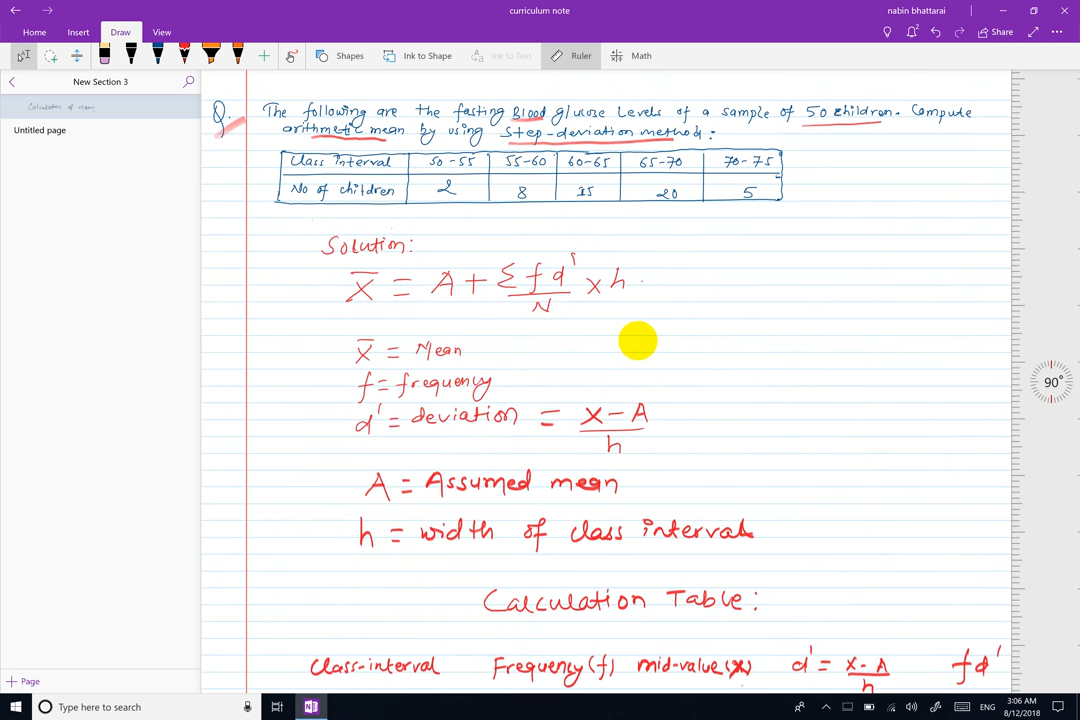 curriculum note
nabin bhattarai
Home Insert Draw View
Share
Shapes Ink to Shape Ink to Text Ruler Math
New Section 3
Calculation of mean
Untitled page
Q. The following are the fasting Blood glucose Levels of a sample of 50 children. Compute
arithmetic mean by using step-deviation method:
Class interval 50-55 55-60 60-65 65-70 70-75
No of children 2 8 15 20 5
Solution:
X̄ = A + Σfd'/N × h
X̄ = Mean
f = frequency
d' = deviation = X-A/h
A = Assumed mean
h = width of class interval
Calculation Table:
Class-interval Frequency (f) mid-value (x) d' = x-A/h fd'
90°
Page
Type here to search
ENG
3:06 AM
8/12/2018